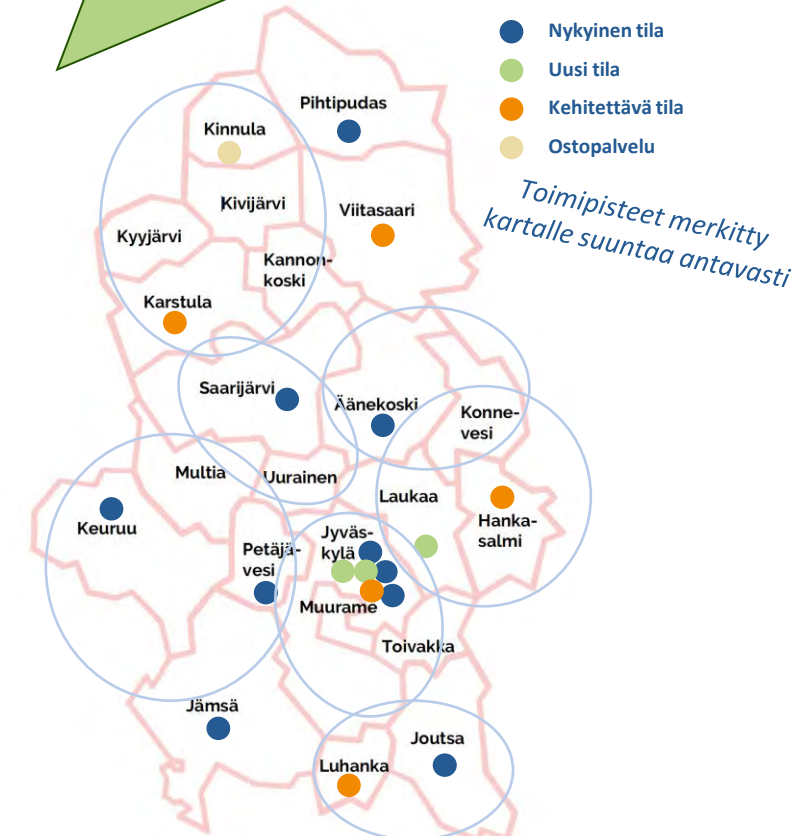 Nykyinen tila
Uusi tila
Kehitettävä tila
Ostopalvelu
Toimipisteet merkitty
kartalle suuntaa antavasti
Pihtipudas
Kinnula
Kivijärvi
Viitasaari
Kyyjärvi
Kannon-
koski
Karstula
Saarijärvi
Äänekoski
Konne-
vesi
Multia
Uurainen
Laukaa
Keuruu
Hanka-
salmi
Jyväs-
kylä
Petäjä-
vesi
Muurame
Toivakka
Jämsä
Joutsa
Luhanka